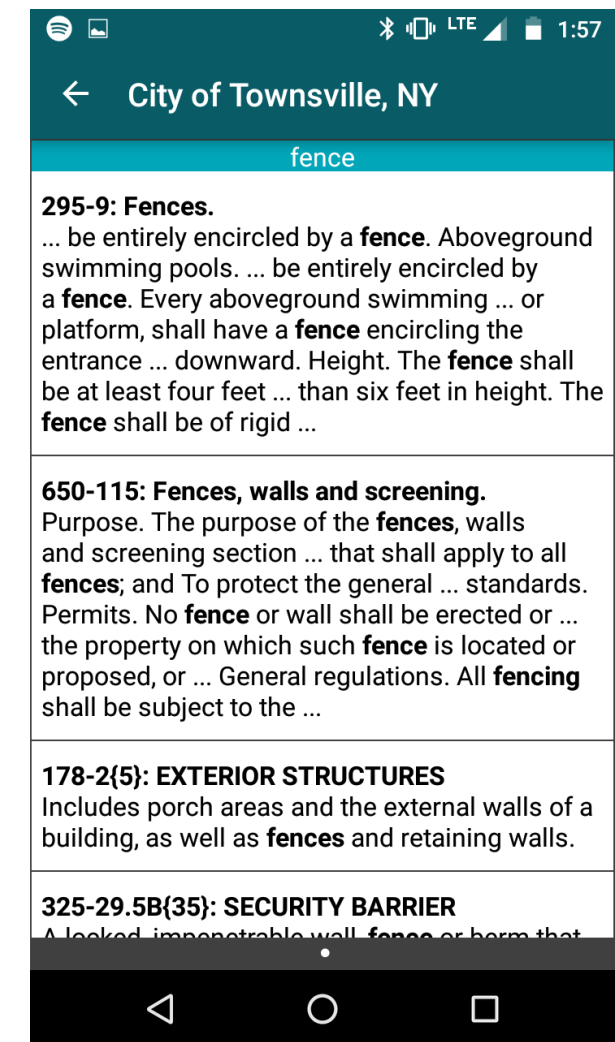 LTE 1:57
City of Townsville, NY
fence
295-9: Fences.
... be entirely encircled by a fence. Aboveground
swimming pools. ... be entirely encircled by
a fence. Every aboveground swimming ... or
platform, shall have a fence encircling the
entrance ... downward. Height. The fence shall
be at least four feet ... than six feet in height. The
fence shall be of rigid ...
650-115: Fences, walls and screening.
Purpose. The purpose of the fences, walls
and screening section ... that shall apply to all
fences; and To protect the general ... standards.
Permits. No fence or wall shall be erected or ...
the property on which such fence is located or
proposed, or ... General regulations. All fencing
shall be subject to the ...
178-2{5}: EXTERIOR STRUCTURES
Includes porch areas and the external walls of a
building, as well as fences and retaining walls.
325-29.5B{35}: SECURITY BARRIER
A locked, impenetrable wall, fence or berm that